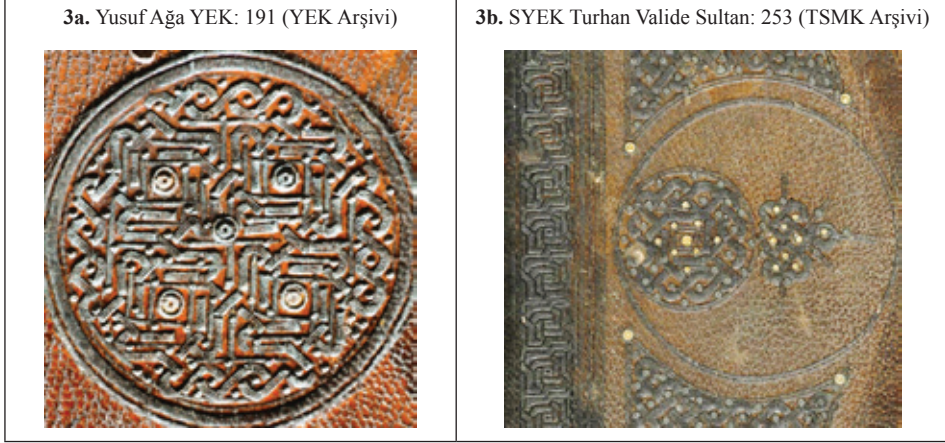 3a. Yusuf Ağa YEK: 191 (YEK Arşivi)
3b. SYEK Turhan Valide Sultan: 253 (TSMK Arşivi)